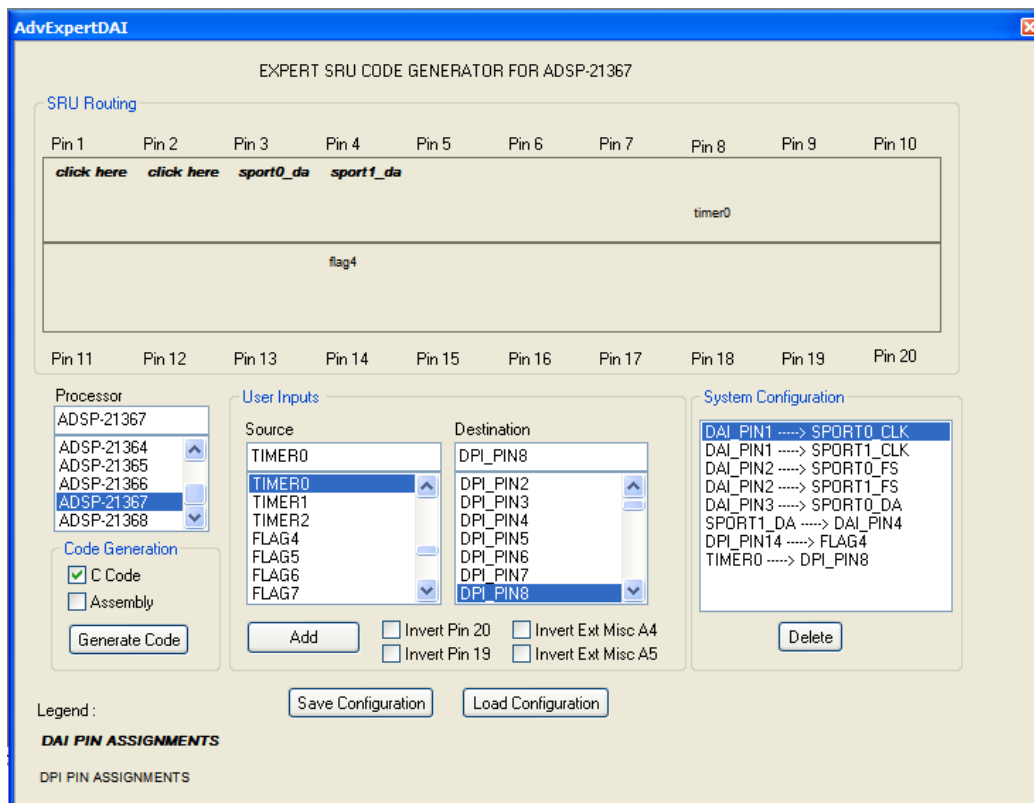 AdvExpertDAI
EXPERT SRU CODE GENERATOR FOR ADSP-21367
SRU Routing
Pin 1 Pin 2 Pin 3 Pin 4 Pin 5 Pin 6 Pin 7 Pin 8 Pin 9 Pin 10
click here click here sport0_da sport1_da
timer0
flag4
Pin 11 Pin 12 Pin 13 Pin 14 Pin 15 Pin 16 Pin 17 Pin 18 Pin 19 Pin 20
Processor
ADSP-21367
ADSP-21364
ADSP-21365
ADSP-21366
ADSP-21367
ADSP-21368
Code Generation
C Code
Assembly
Generate Code
User Inputs
Source
TIMER0
TIMER0
TIMER1
TIMER2
FLAG4
FLAG5
FLAG6
FLAG7
Destination
DPI_PIN8
DPI_PIN2
DPI_PIN3
DPI_PIN4
DPI_PIN5
DPI_PIN6
DPI_PIN7
DPI_PIN8
Add
Invert Pin 20
Invert Ext Misc A4
Invert Pin 19
Invert Ext Misc A5
System Configuration
DAI_PIN1 -----> SPORT0_CLK
DAI_PIN1 -----> SPORT1_CLK
DAI_PIN2 -----> SPORT0_FS
DAI_PIN2 -----> SPORT1_FS
DAI_PIN3 -----> SPORT0_DA
SPORT1_DA -----> DAI_PIN4
DPI_PIN14 -----> FLAG4
TIMER0 -----> DPI_PIN8
Delete
Save Configuration
Load Configuration
Legend :
DAI PIN ASSIGNMENTS
DPI PIN ASSIGNMENTS